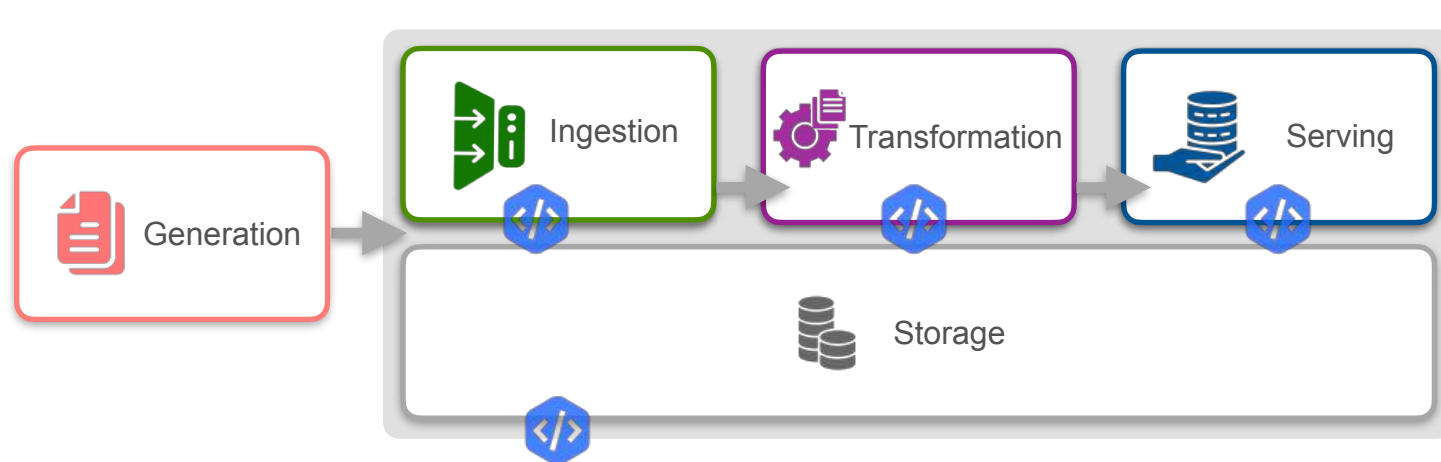 Generation
Ingestion
Transformation
Serving
Storage